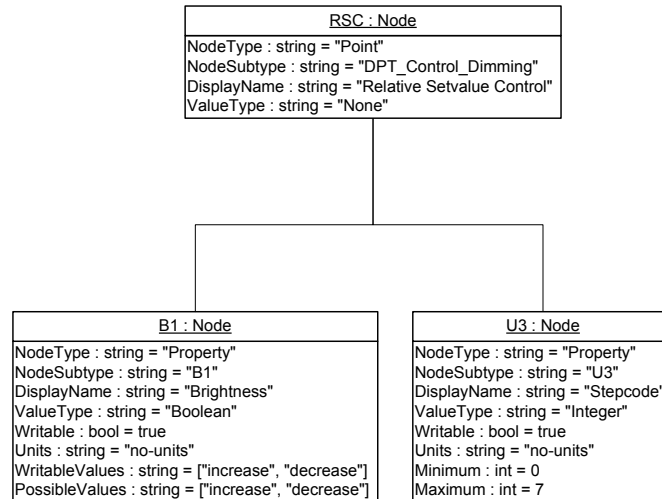 RSC : Node
NodeType : string = "Point"
NodeSubtype : string = "DPT_Control_Dimming"
DisplayName : string = "Relative Setvalue Control"
ValueType : string = "None"
B1 : Node
NodeType : string = "Property"
NodeSubtype : string = "B1"
DisplayName : string = "Brightness"
ValueType : string = "Boolean"
Writable : bool = true
Units : string = "no-units"
WritableValues : string = ["increase", "decrease"]
PossibleValues : string = ["increase", "decrease"]
U3 : Node
NodeType : string = "Property"
NodeSubtype : string = "U3"
DisplayName : string = "Stepcode"
ValueType : string = "Integer"
Writable : bool = true
Units : string = "no-units"
Minimum : int = 0
Maximum : int = 7